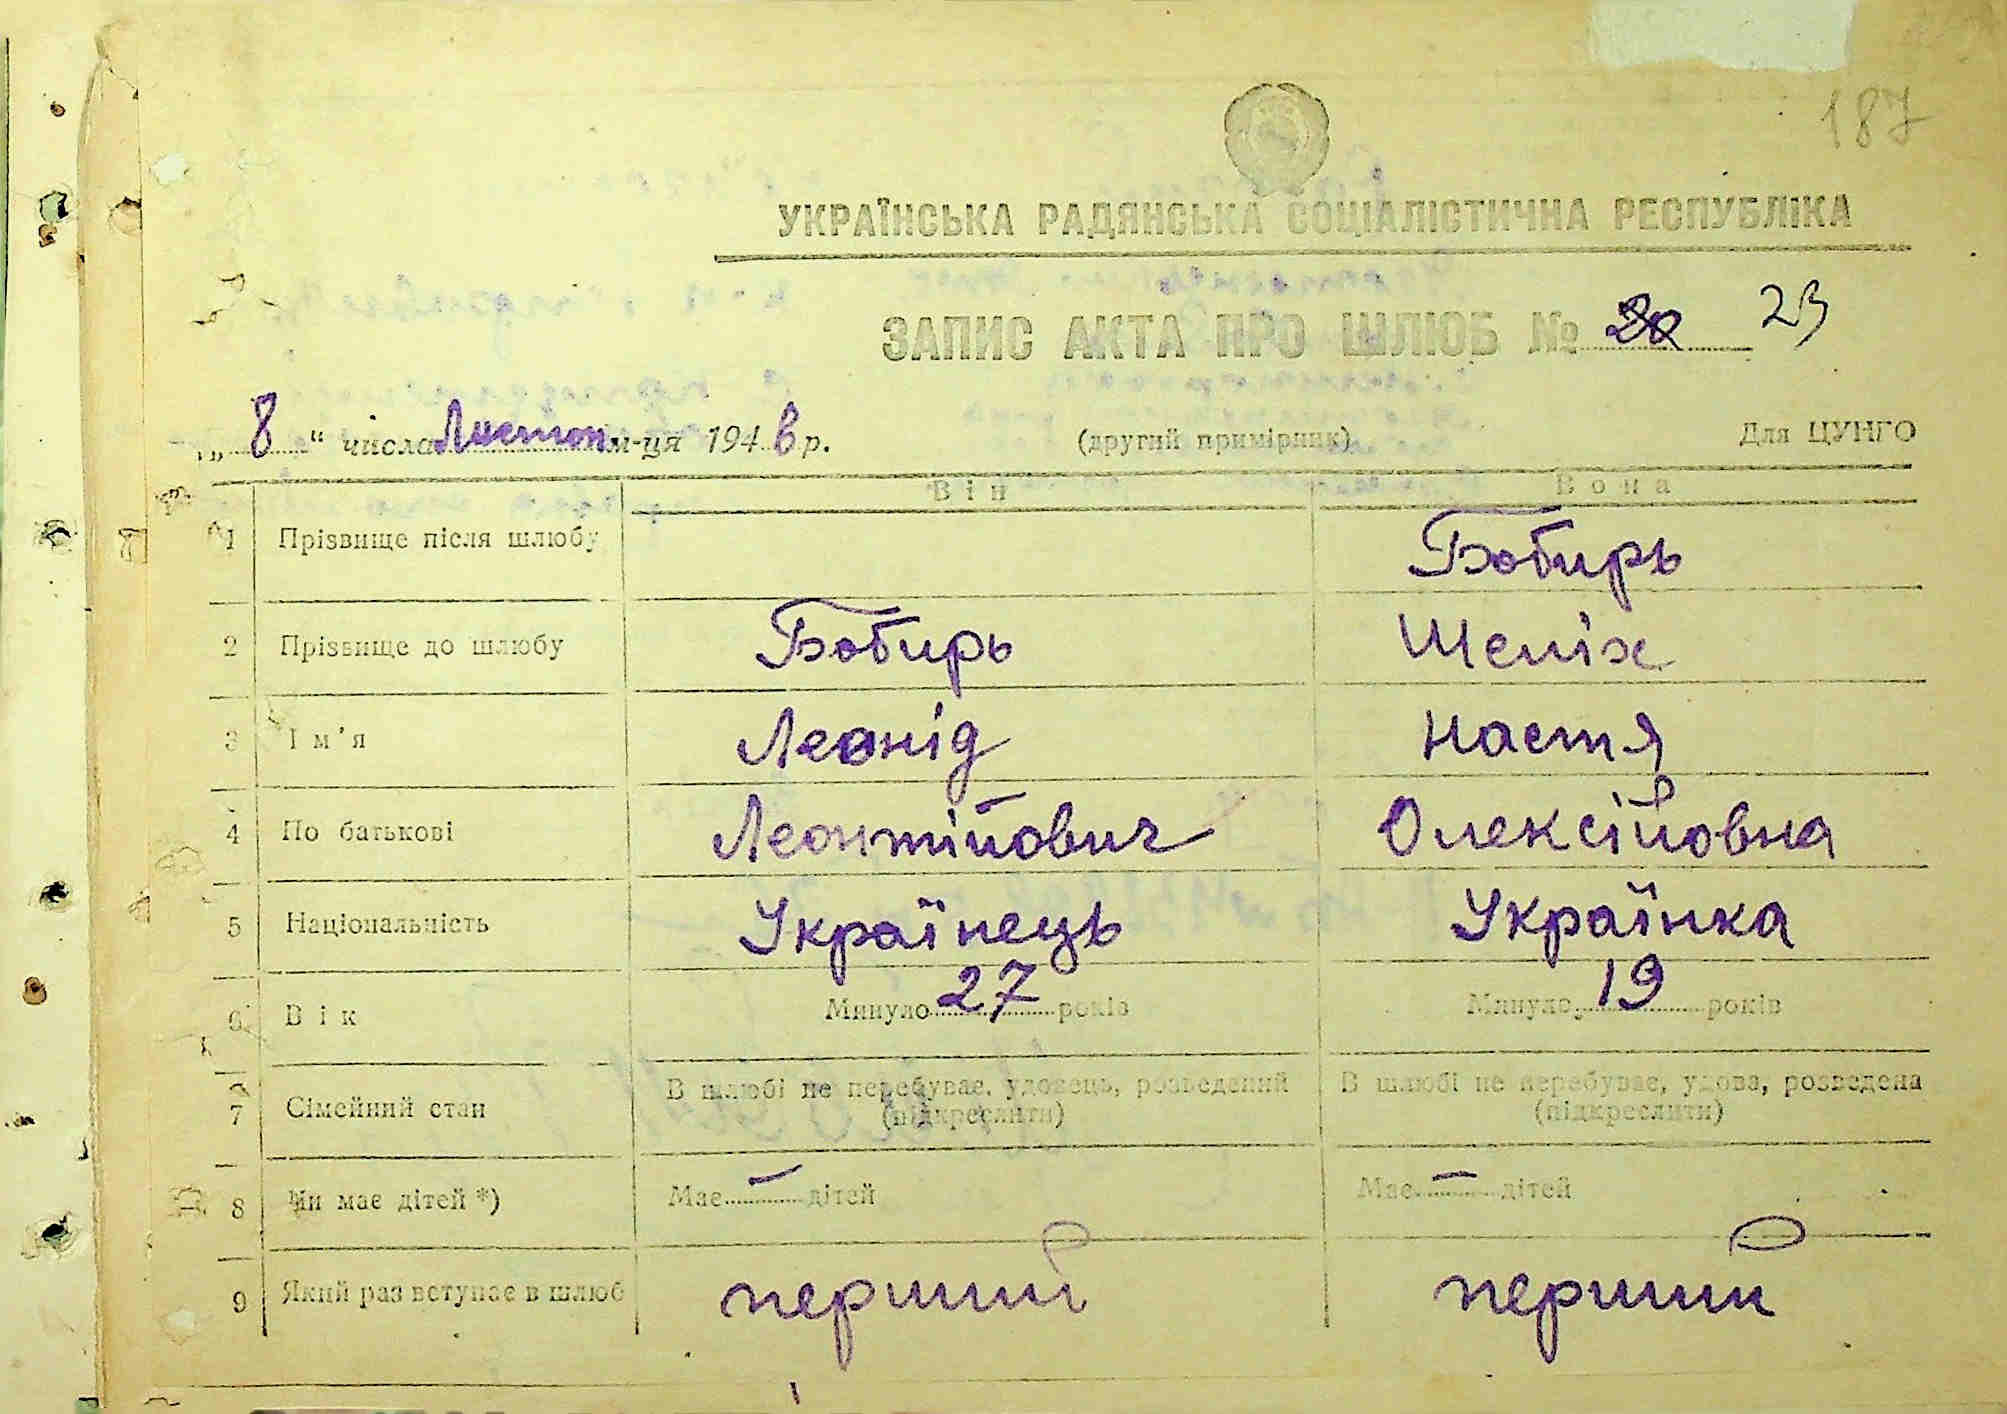 187
УКРАЇНСЬКА РАДЯНСЬКА СОЦІАЛІСТИЧНА РЕСПУБЛІКА
ЗАПИС АКТА ПРО ШЛЮБ № 20 23
„ 8 “ числа Листоп м-ця 194 6 р. (другий примірник) Для ЦУНГО
Він Вона
1 Прізвище після шлюбу Бобирь
2 Прізвище до шлюбу Бобирь Шепіх
3 Ім'я Леонід Настя
4 По батькові Леонтійович Олексійовна
5 Національність Українець Українка
6 Вік Минуло 27 років Минуло 19 років
7 Сімейний стан В шлюбі не перебуває, удовець, розведений (підкреслити) В шлюбі не перебуває, удова, розведена (підкреслити)
8 Чи має дітей *) Має — дітей Має — дітей
9 Який раз вступає в шлюб перший перший